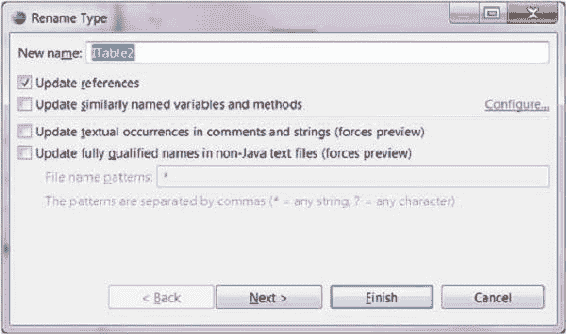 Rename Type
New name: ITable2
Update references
Update similarly named variables and methods Configure...
Update textual occurrences in comments and strings (forces preview)
Update fully qualified names in non-Java text files (forces preview)
File name patterns: *
The patterns are separated by commas (* = any string, ? = any character)
< Back Next > Finish Cancel